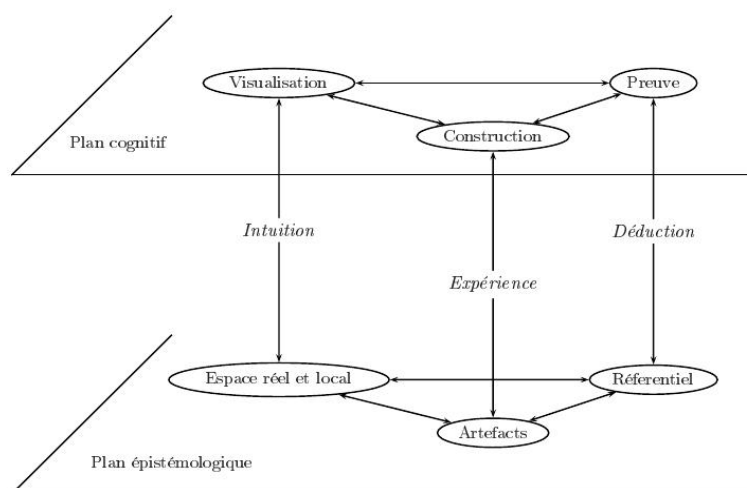 Visualisation
Preuve
Construction
Plan cognitif
Intuition
Déduction
Expérience
Espace réel et local
Réferentiel
Artefacts
Plan épistémologique